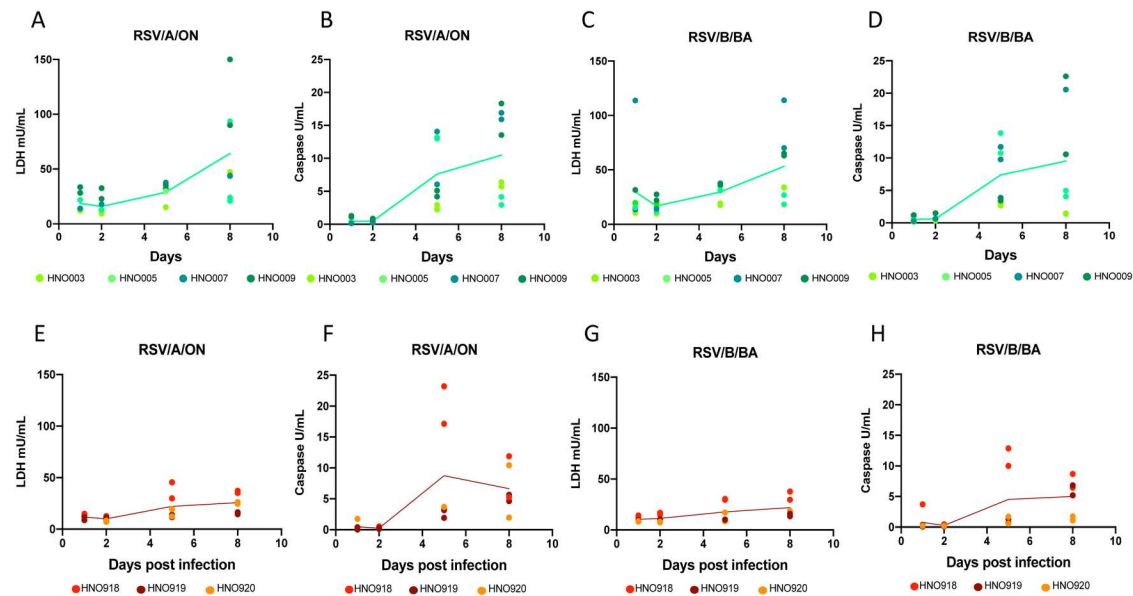 A
RSV/A/ON
LDH mU/mL
150
100
50
0
0 2 4 6 8 10
Days
B
RSV/A/ON
Caspase U/mL
25
20
15
10
5
0
0 2 4 6 8 10
Days
C
RSV/B/BA
LDH mU/mL
150
100
50
0
0 2 4 6 8 10
Days
D
RSV/B/BA
Caspase U/mL
25
20
15
10
5
0
0 2 4 6 8 10
Days
HNO003 HNO005 HNO007 HNO009 HNO003 HNO005 HNO007 HNO009 HNO003 HNO005 HNO007 HNO009 HNO003 HNO005 HNO007 HNO009
E
RSV/A/ON
LDH mU/mL
150
100
50
0
0 2 4 6 8 10
Days post infection
HNO918 HNO919 HNO920
F
RSV/A/ON
Caspase U/mL
25
20
15
10
5
0
0 2 4 6 8 10
Days post infection
HNO918 HNO919 HNO920
G
RSV/B/BA
LDH mU/mL
150
100
50
0
0 2 4 6 8 10
Days post infection
HNO918 HNO919 HNO920
H
RSV/B/BA
Caspase U/mL
25
20
15
10
5
0
0 2 4 6 8 10
Days post infection
HNO918 HNO919 HNO920